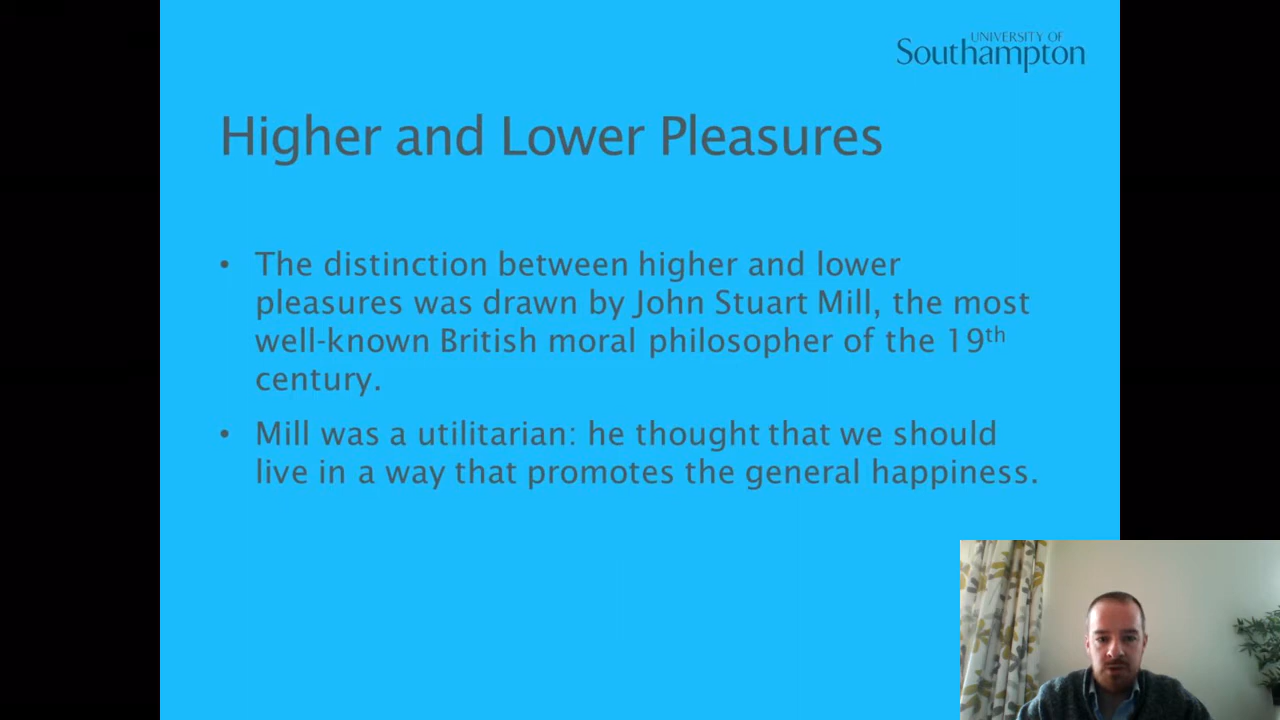 UNIVERSITY OF
Southampton
Higher and Lower Pleasures
• The distinction between higher and lower
pleasures was drawn by John Stuart Mill, the most
well-known British moral philosopher of the 19th
century.
• Mill was a utilitarian: he thought that we should
live in a way that promotes the general happiness.